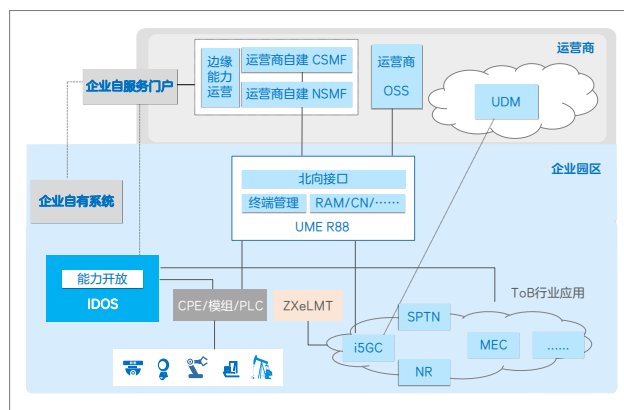 运营商
边缘
能力
运营
运营商自建 CSMF
运营商自建 NSMF
运营商
OSS
UDM
企业自服务门户
企业园区
企业自有系统
北向接口
终端管理
RAM/CN/……
UME R88
能力开放
IDOS
CPE/模组/PLC
ZXeLMT
ToB行业应用
SPTN
i5GC
MEC
……
NR